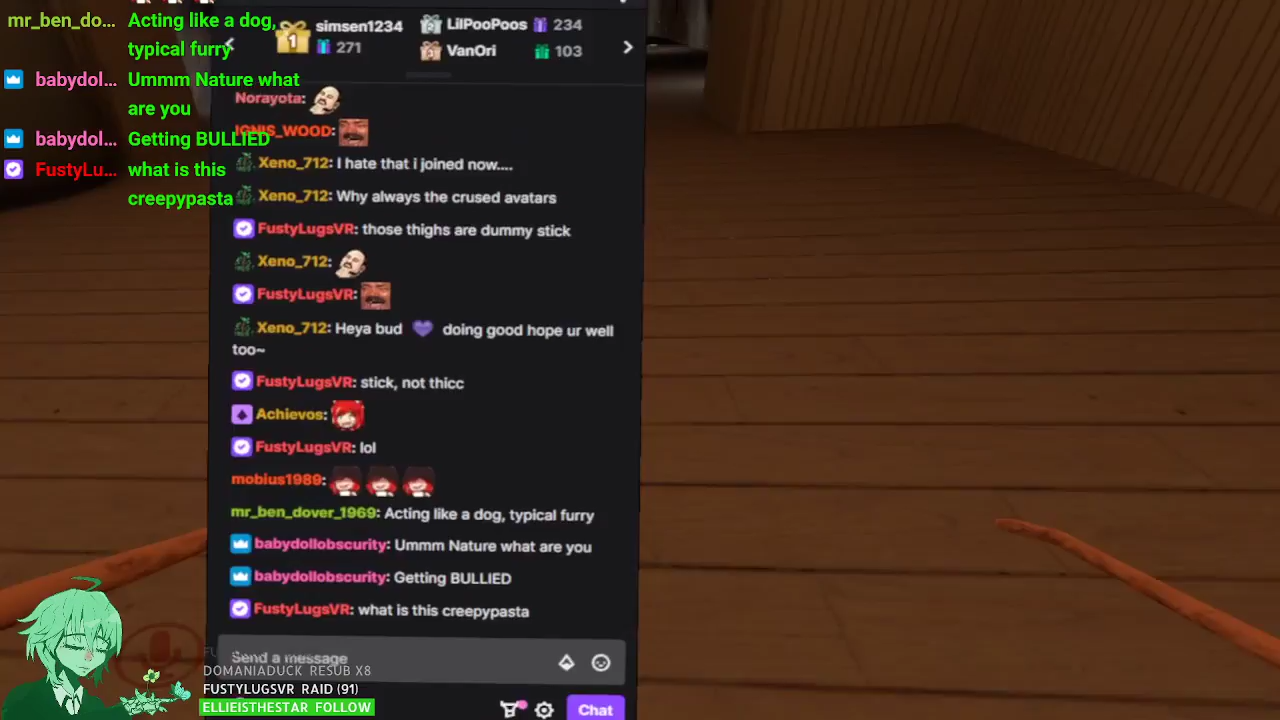 mr_ben_do... Acting like a dog,
typical furry
babydol... Ummm Nature what
are you
babydol... Getting BULLIED
FustyLu... what is this
creepypasta
1 simsen1234
271
2 LilPooPoos 234
3 VanOri 103
Norayota:
IGNIS_WOOD:
Xeno_712: I hate that i joined now....
Xeno_712: Why always the crused avatars
FustyLugsVR: those thighs are dummy stick
Xeno_712:
FustyLugsVR:
Xeno_712: Heya bud 💜 doing good hope ur well
too~
FustyLugsVR: stick, not thicc
Achievos:
FustyLugsVR: lol
mobius1989:
mr_ben_dover_1969: Acting like a dog, typical furry
babydollobscurity: Ummm Nature what are you
babydollobscurity: Getting BULLIED
FustyLugsVR: what is this creepypasta
Send a message
DOMANIADUCK RESUB X8
FUSTYLUGSVR RAID (91)
ELLIEISTHESTAR FOLLOW
Chat